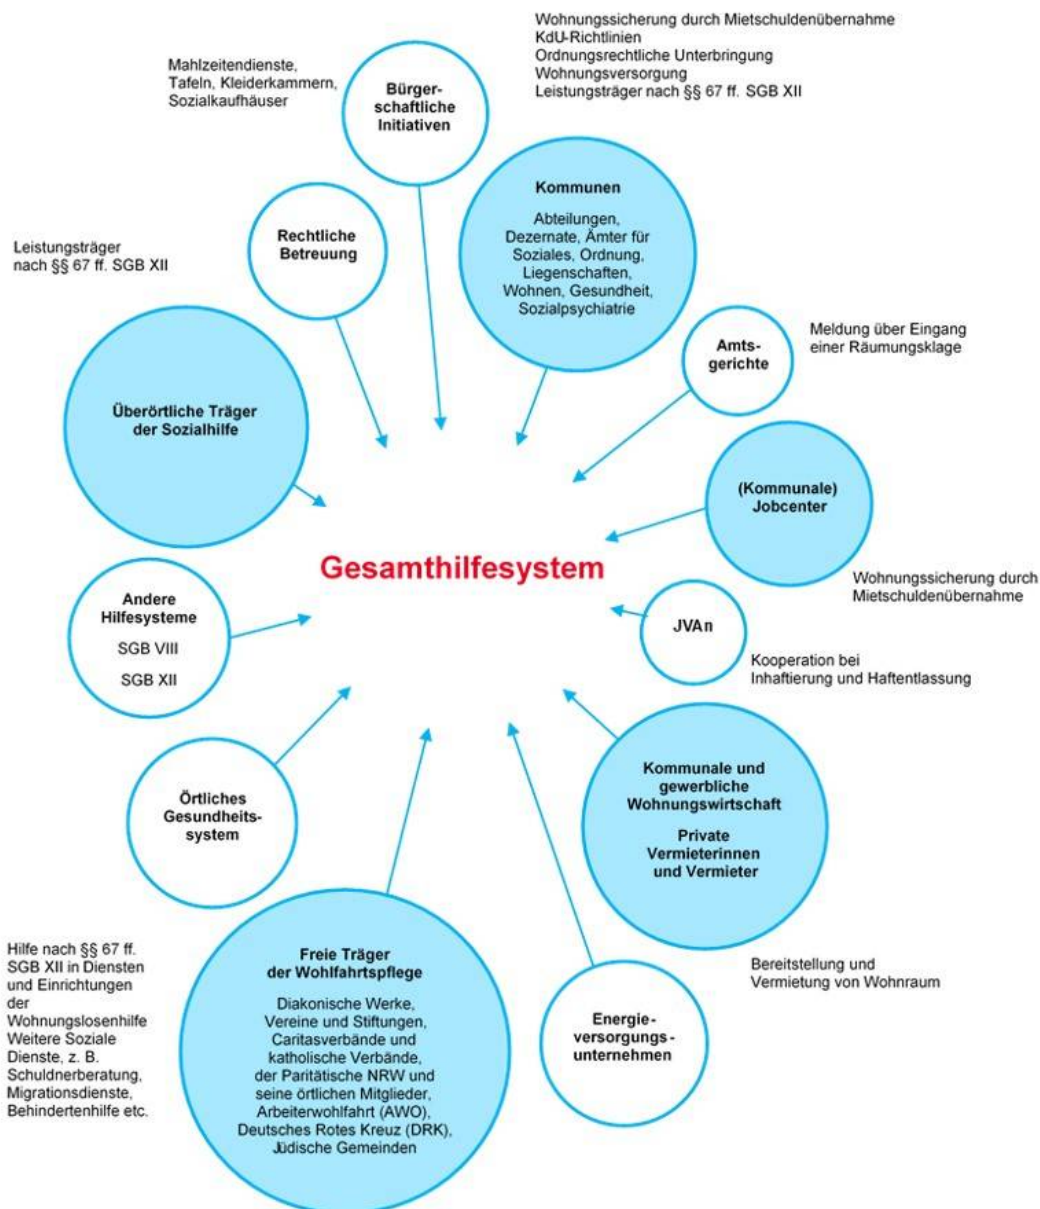 Wohnungssicherung durch Mietschuldenübernahme
KdU-Richtlinien
Ordnungsrechtliche Unterbringung
Wohnungsversorgung
Leistungsträger nach §§ 67 ff. SGB XII
Mahlzeitendienste,
Tafeln, Kleiderkammern,
Sozialkaufhäuser
Bürger-
schaftliche
Initiativen
Kommunen
Abteilungen,
Dezernate, Ämter für
Soziales, Ordnung,
Liegenschaften,
Wohnen, Gesundheit,
Sozialpsychiatrie
Rechtliche
Betreuung
Leistungsträger
nach §§ 67 ff. SGB XII
Überörtliche Träger
der Sozialhilfe
Amts-
gerichte
Meldung über Eingang
einer Räumungsklage
(Kommunale)
Jobcenter
Wohnungssicherung durch
Mietschuldenübernahme
Gesamthilfesystem
Andere
Hilfesysteme
SGB VIII
SGB XII
JVAn
Kooperation bei
Inhaftierung und Haftentlassung
Kommunale und
gewerbliche
Wohnungswirtschaft
Private
Vermieterinnen
und Vermieter
Bereitstellung und
Vermietung von Wohnraum
Örtliches
Gesundheits-
system
Hilfe nach §§ 67 ff.
SGB XII in Diensten
und Einrichtungen
der
Wohnungslosenhilfe
Weitere Soziale
Dienste, z. B.
Schuldnerberatung,
Migrationsdienste,
Behindertenhilfe etc.
Freie Träger
der Wohlfahrtspflege
Diakonische Werke,
Vereine und Stiftungen,
Caritasverbände und
katholische Verbände,
der Paritätische NRW und
seine örtlichen Mitglieder,
Arbeiterwohlfahrt (AWO),
Deutsches Rotes Kreuz (DRK),
Jüdische Gemeinden
Energie-
versorgungs-
unternehmen